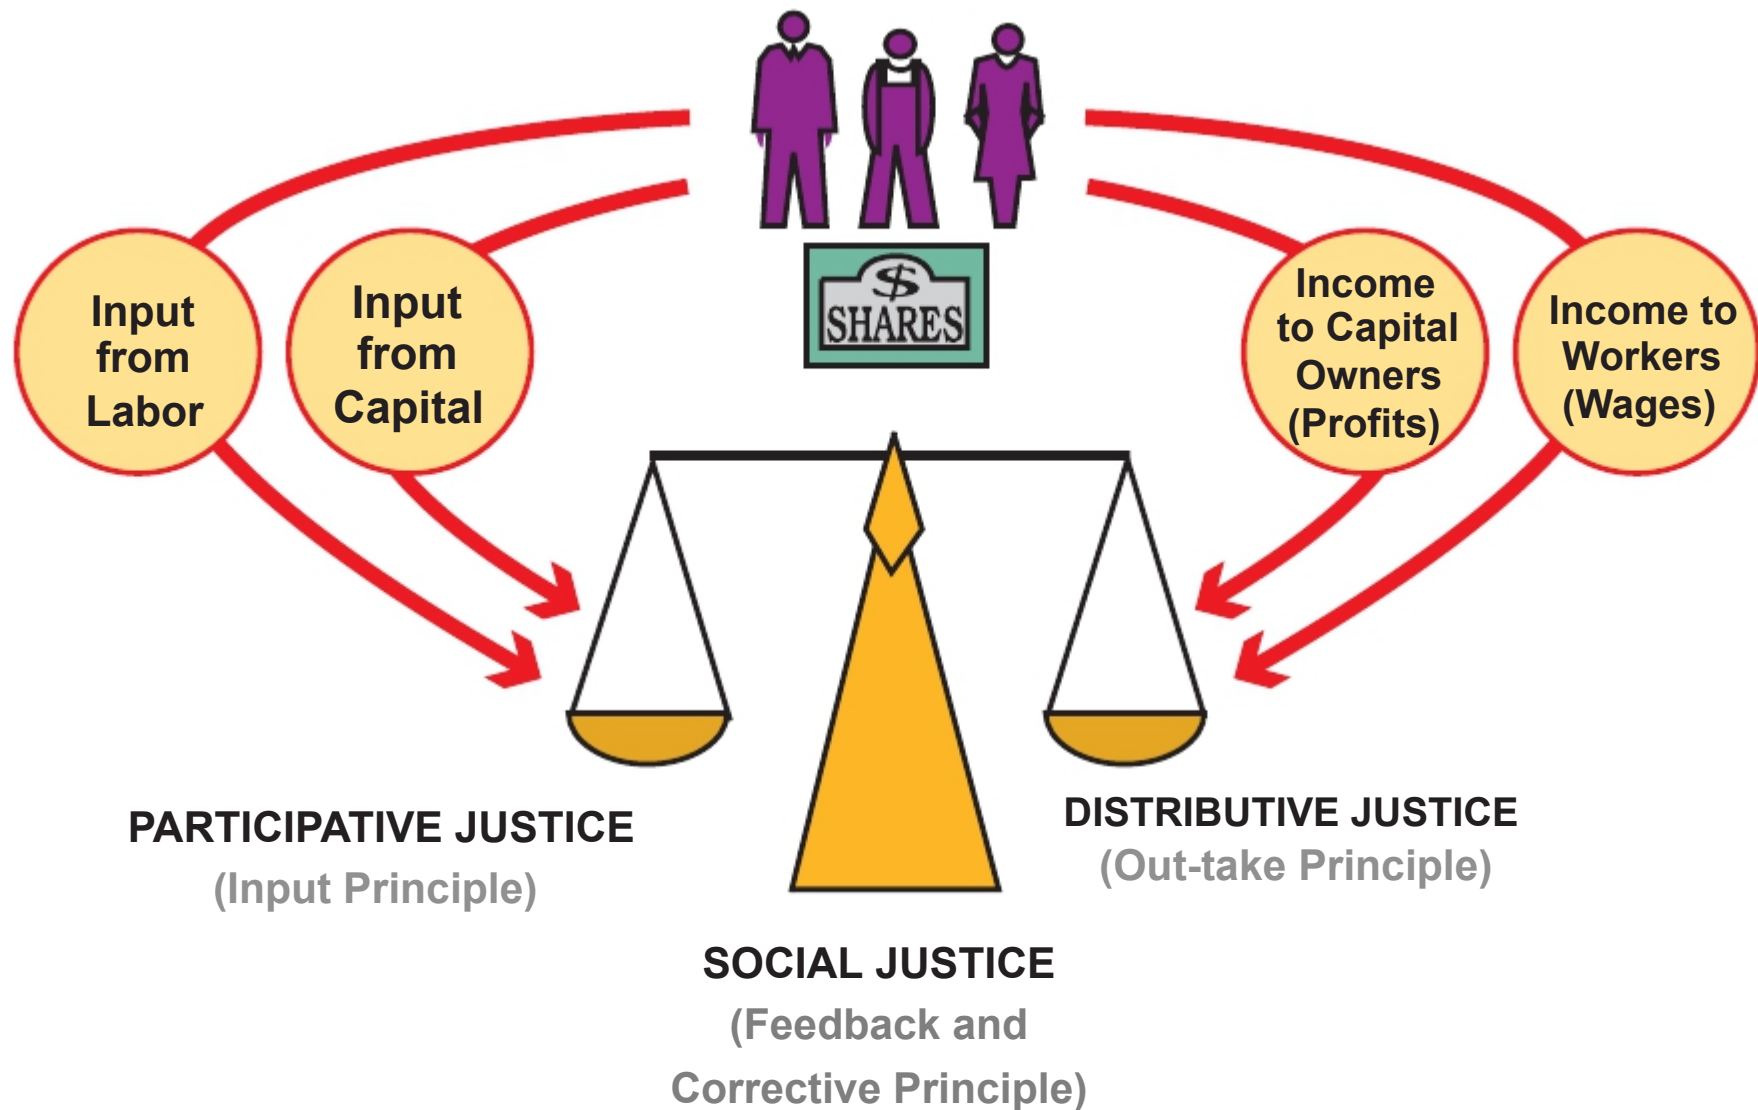 $
SHARES
Input
from
Labor
Input
from
Capital
Income
to Capital
Owners
(Profits)
Income to
Workers
(Wages)
PARTICIPATIVE JUSTICE
(Input Principle)
DISTRIBUTIVE JUSTICE
(Out-take Principle)
SOCIAL JUSTICE
(Feedback and
Corrective Principle)